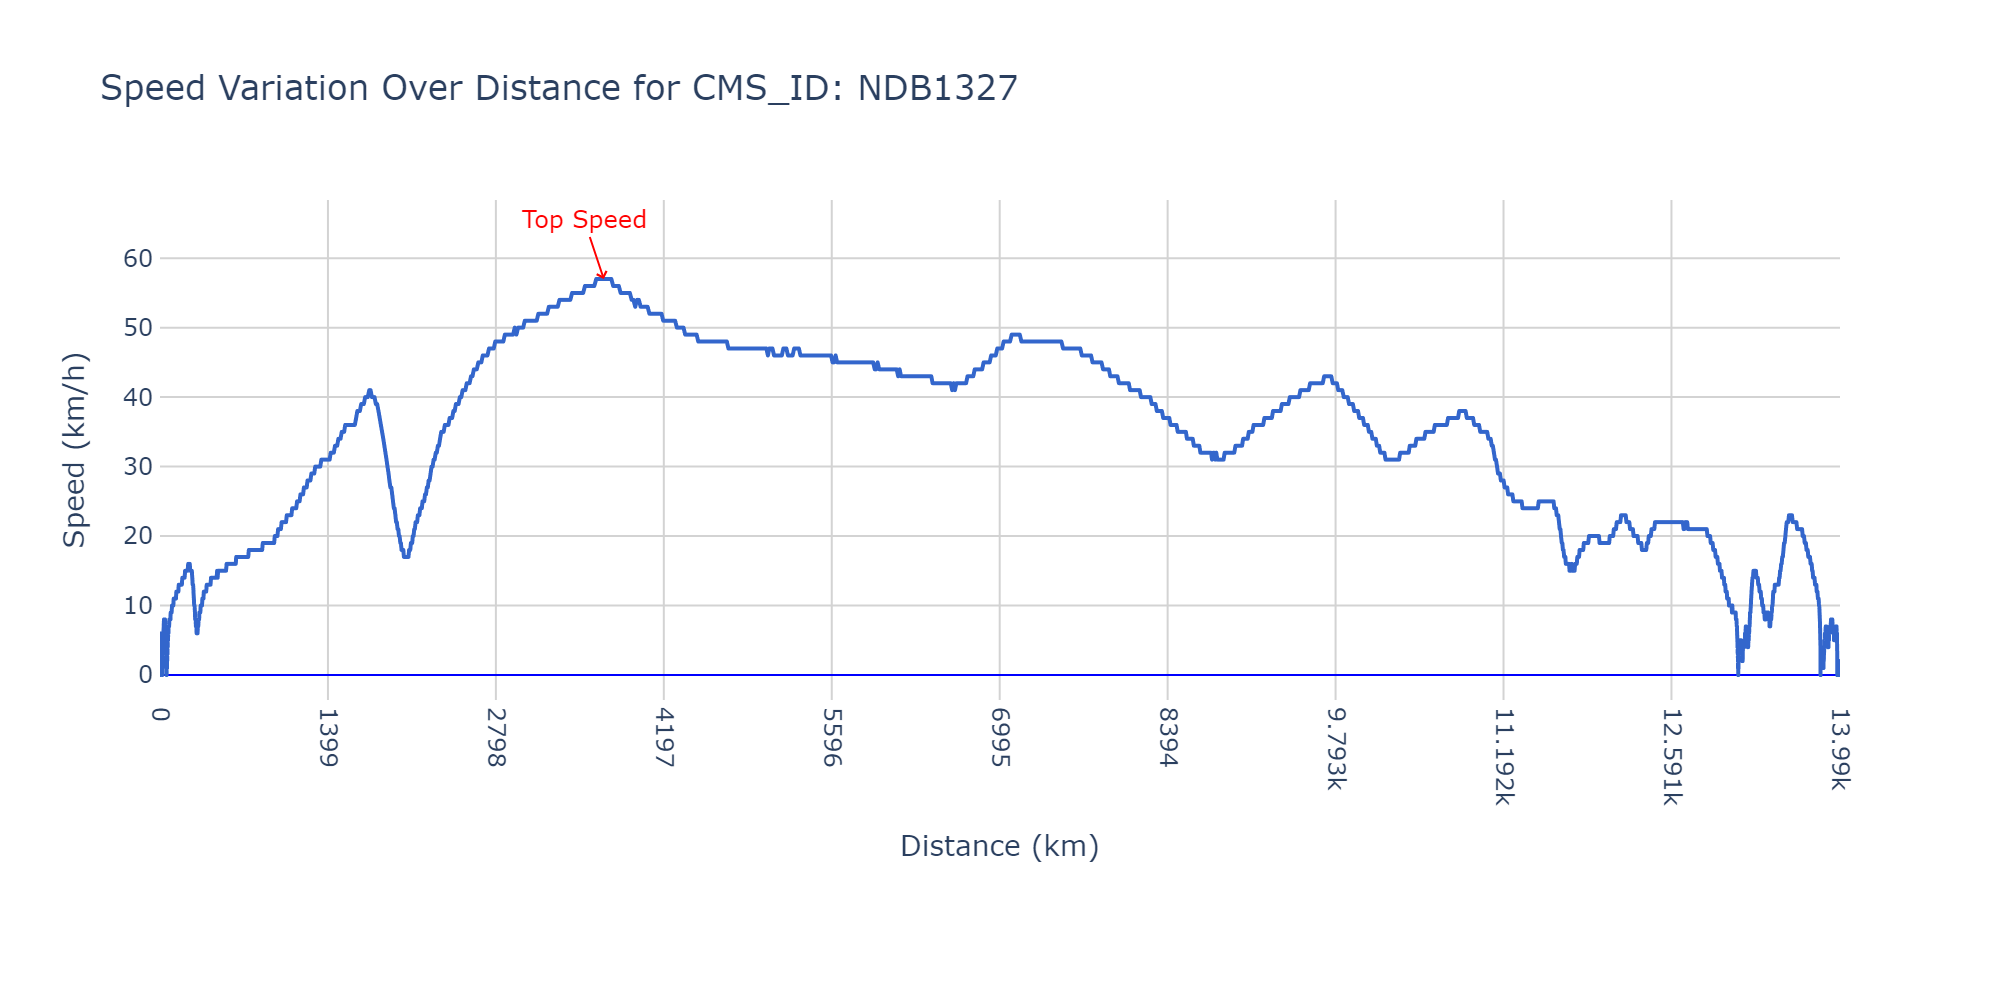 Speed Variation Over Distance for CMS_ID: NDB1327
Top Speed
60
50
40
30
20
10
0
Speed (km/h)
0
1399
2798
4197
5596
6995
8394
9.793k
11.192k
12.591k
13.99k
Distance (km)